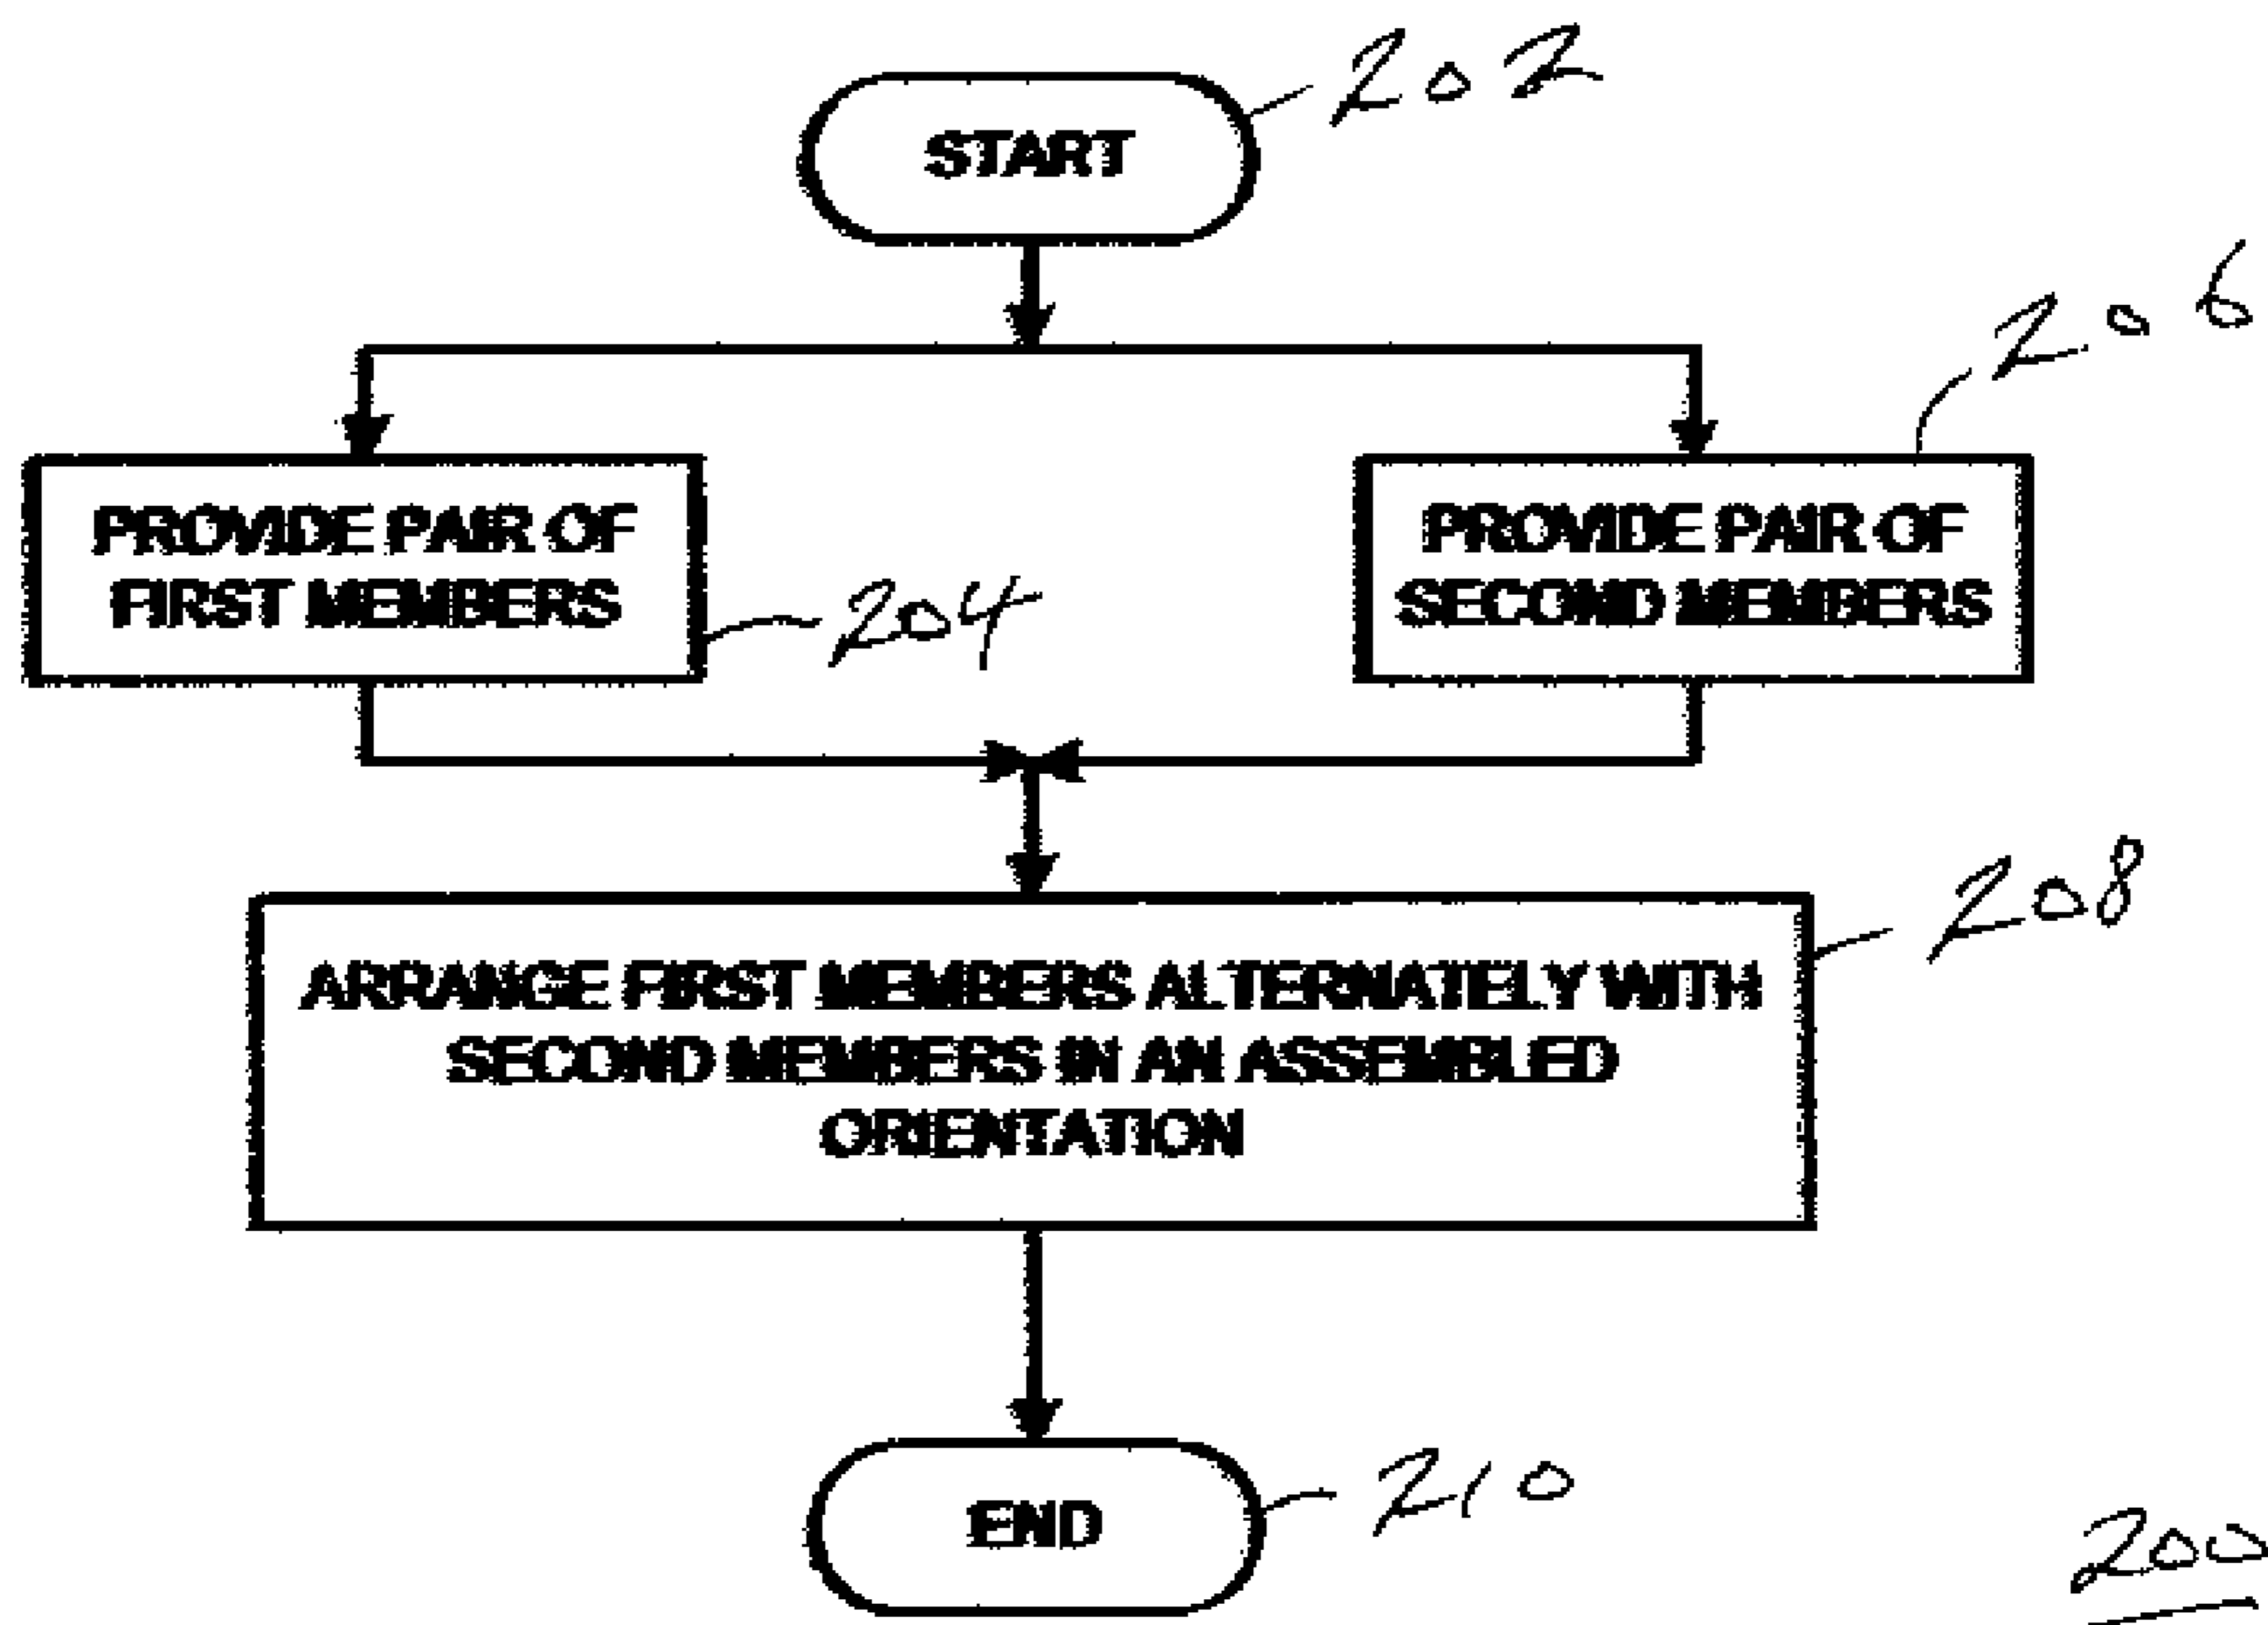 202
START
206
PROVIDE PAIR OF
FIRST MEMBERS
204
PROVIDE PAIR OF
SECOND MEMBERS
208
ARRANGE FIRST MEMBERS ALTERNATELY WITH
SECOND MEMBERS IN AN ASSEMBLED
ORIENTATION
END
210
200